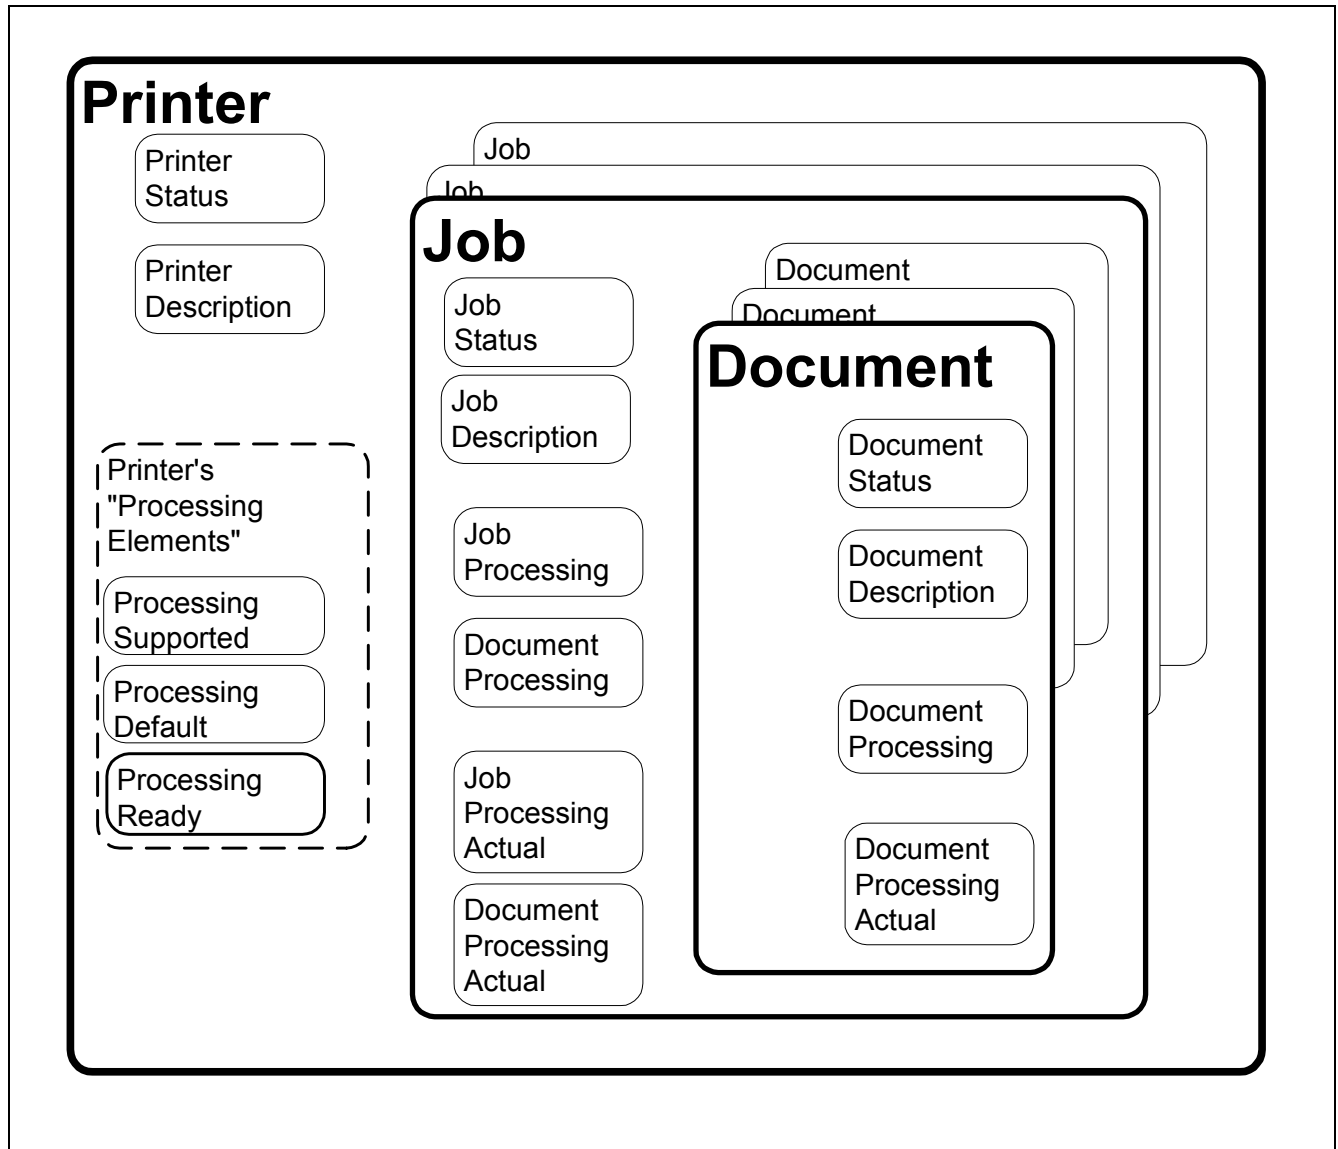 Printer
Printer
Status
Printer
Description
Printer's
"Processing
Elements"
Processing
Supported
Processing
Default
Processing
Ready
Job
Job
Job
Job
Status
Job
Description
Job
Processing
Document
Processing
Job
Processing
Actual
Document
Processing
Actual
Document
Document
Document
Document
Status
Document
Description
Document
Processing
Document
Processing
Actual